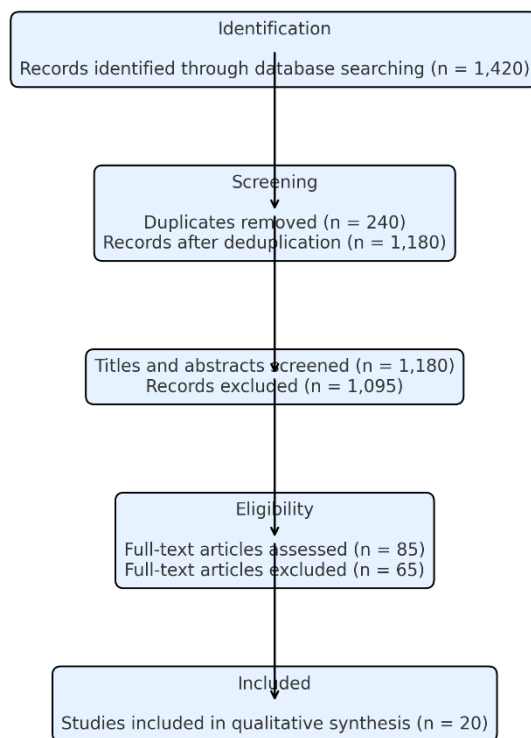 Identification
Records identified through database searching (n = 1,420)
Screening
Duplicates removed (n = 240)
Records after deduplication (n = 1,180)
Titles and abstracts screened (n = 1,180)
Records excluded (n = 1,095)
Eligibility
Full-text articles assessed (n = 85)
Full-text articles excluded (n = 65)
Included
Studies included in qualitative synthesis (n = 20)